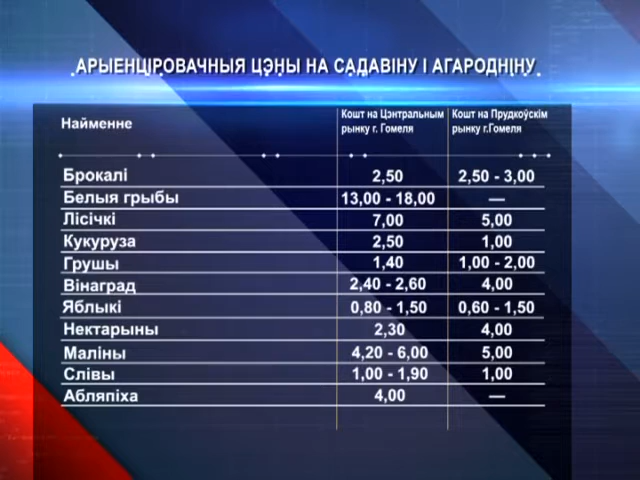 АРЫЕНЦІРОВАЧНЫЯ ЦЭНЫ НА САДАВІНУ І АГАРОДНІНУ
Найменне
Кошт на Цэнтральным
рынку г. Гомеля
Кошт на Прудкоўскім
рынку г.Гомеля
Брокалі 2,50 2,50 - 3,00
Белыя грыбы 13,00 - 18,00 —
Лісічкі 7,00 5,00
Кукуруза 2,50 1,00
Грушы 1,40 1,00 - 2,00
Вінаград 2,40 - 2,60 4,00
Яблыкі 0,80 - 1,50 0,60 - 1,50
Нектарыны 2,30 4,00
Маліны 4,20 - 6,00 5,00
Слівы 1,00 - 1,90 1,00
Абляпіха 4,00 —